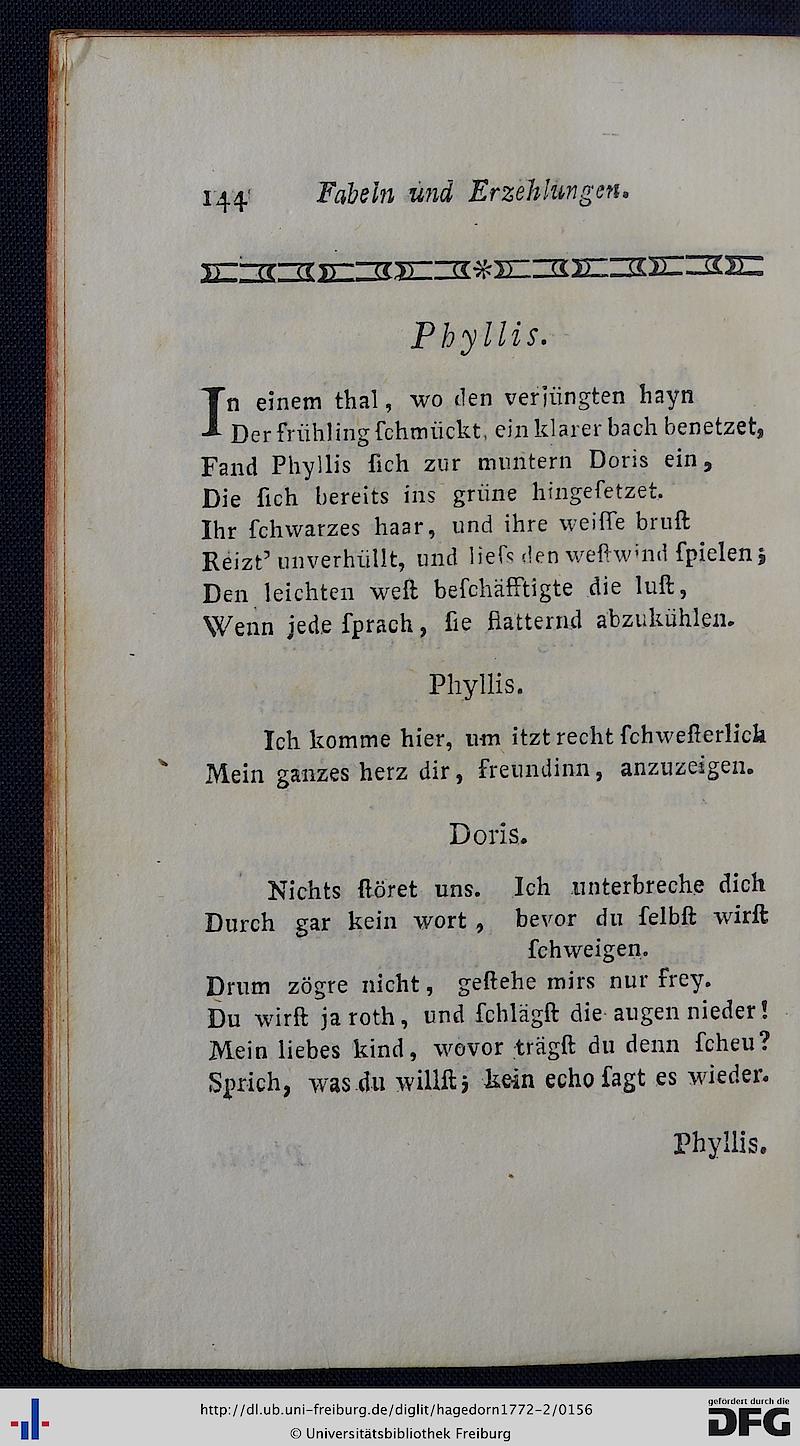 144 Fabeln und Erzehlungen.
Phyllis.
In einem thal, wo den verjüngten hayn
Der frühling ſchmückt, ein klarer bach benetzet,
Fand Phyllis ſich zur muntern Doris ein,
Die ſich bereits ins grüne hingeſetzet.
Ihr ſchwarzes haar, und ihre weiſſe bruſt
Reizt' unverhüllt, und lieſs den weſtwind ſpielen;
Den leichten weſt beſchäfftigte die luſt,
Wenn jede ſprach, ſie flatternd abzukühlen.
Phyllis.
Ich komme hier, um itzt recht ſchweſterlich
Mein ganzes herz dir, freundinn, anzuzeigen.
Doris.
Nichts ſtöret uns. Ich unterbreche dich
Durch gar kein wort, bevor du ſelbſt wirſt
ſchweigen.
Drum zögre nicht, geſtehe mirs nur frey.
Du wirſt ja roth, und ſchlägſt die augen nieder!
Mein liebes kind, wovor trägſt du denn ſcheu?
Sprich, was du willſt; kein echo ſagt es wieder.
Phyllis.
http://dl.ub.uni-freiburg.de/diglit/hagedorn1772-2/0156
© Universitätsbibliothek Freiburg
gefördert durch die
DFG